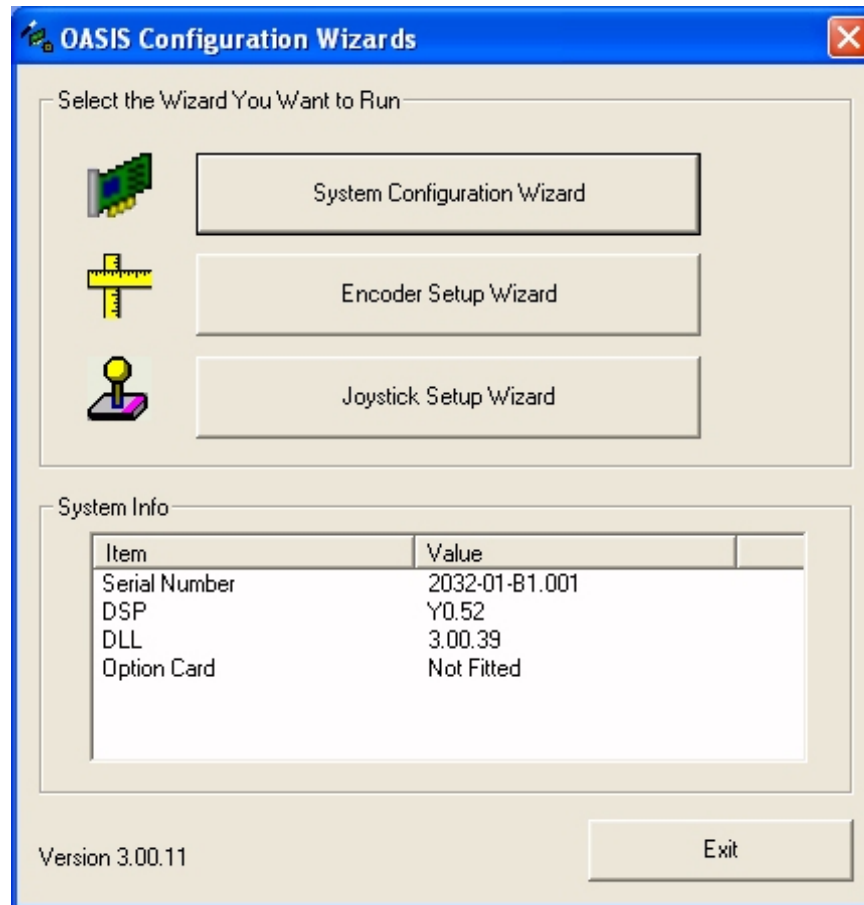 OASIS Configuration Wizards
Select the Wizard You Want to Run
System Configuration Wizard
Encoder Setup Wizard
Joystick Setup Wizard
System Info
Item Value
Serial Number 2032-01-B1.001
DSP Y0.52
DLL 3.00.39
Option Card Not Fitted
Version 3.00.11
Exit